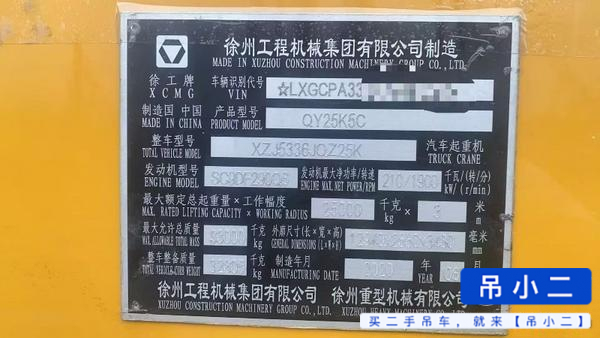 徐州工程机械集团有限公司制造
MADE IN XUZHOU CONSTRUCTION MACHINERY GROUP CO.,LTD.
徐工牌
XCMG
车辆识别代号
VIN
☆LXGCPA33
制造国 中国
MADE IN CHINA
产品型号
PRODUCT MODEL
QY25K5C
整车型号
TOTAL VEHICLE MODEL
XZJ5336JQZ25K
汽车起重机
TRUCK CRANE
发动机型号
ENGINE MODEL
发动机最大净功率/转速
ENGINE MAX. NET POWER/RPM
210/1900
千瓦/(转/分)
kW/(r/min)
最大额定总起重量×工作幅度
MAX. RATED LIFTING CAPACITY × WORKING RADIUS
25000
千克
kg
×
3
米
m
最大允许总质量
MAX. ALLOWABLE TOTAL MASS
千克
kg
外廓尺寸(长×宽×高)
GENERAL DIMENSIONS (L×W×H)
毫米
mm
整车整备质量
TOTAL VEHICLE-CURB WEIGHT
千克
kg
制造年月
MANUFACTURING DATE
2020
年
YEAR
徐州工程机械集团有限公司
徐州重型机械有限公司
XUZHOU CONSTRUCTION MACHINERY GROUP CO.,LTD.
吊小二
买二手吊车，就来【吊小二】